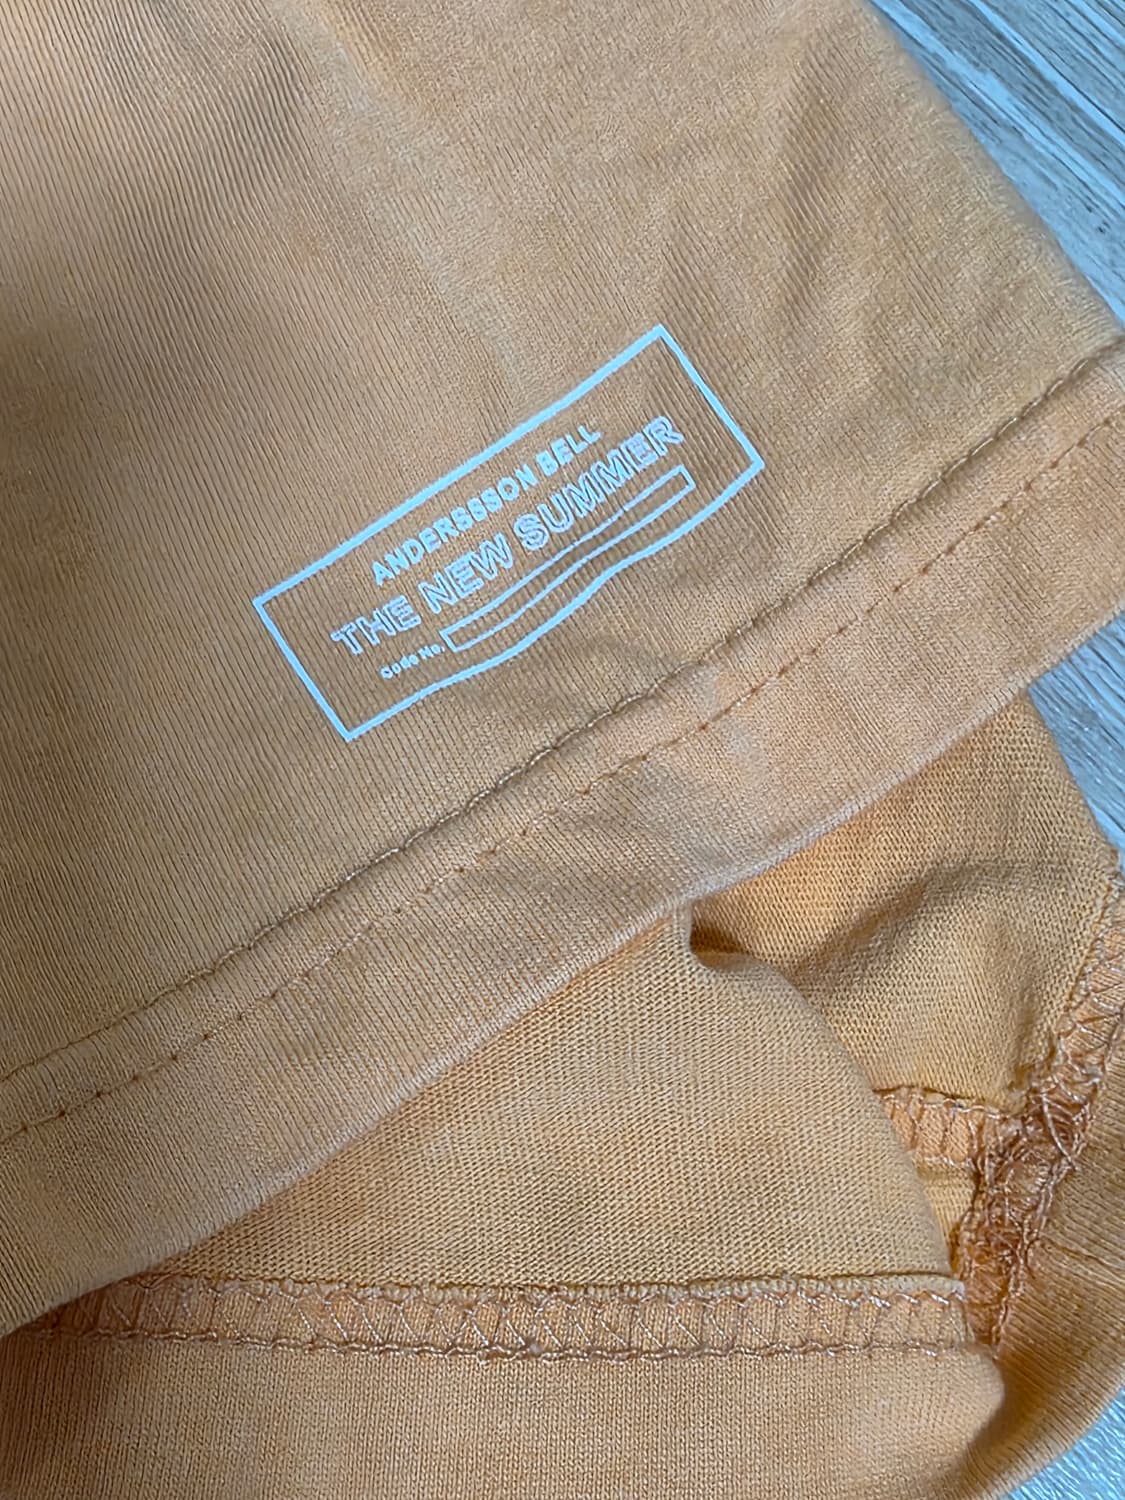 ANDERSSSON BELL
THE NEW SUMMER
Code No.